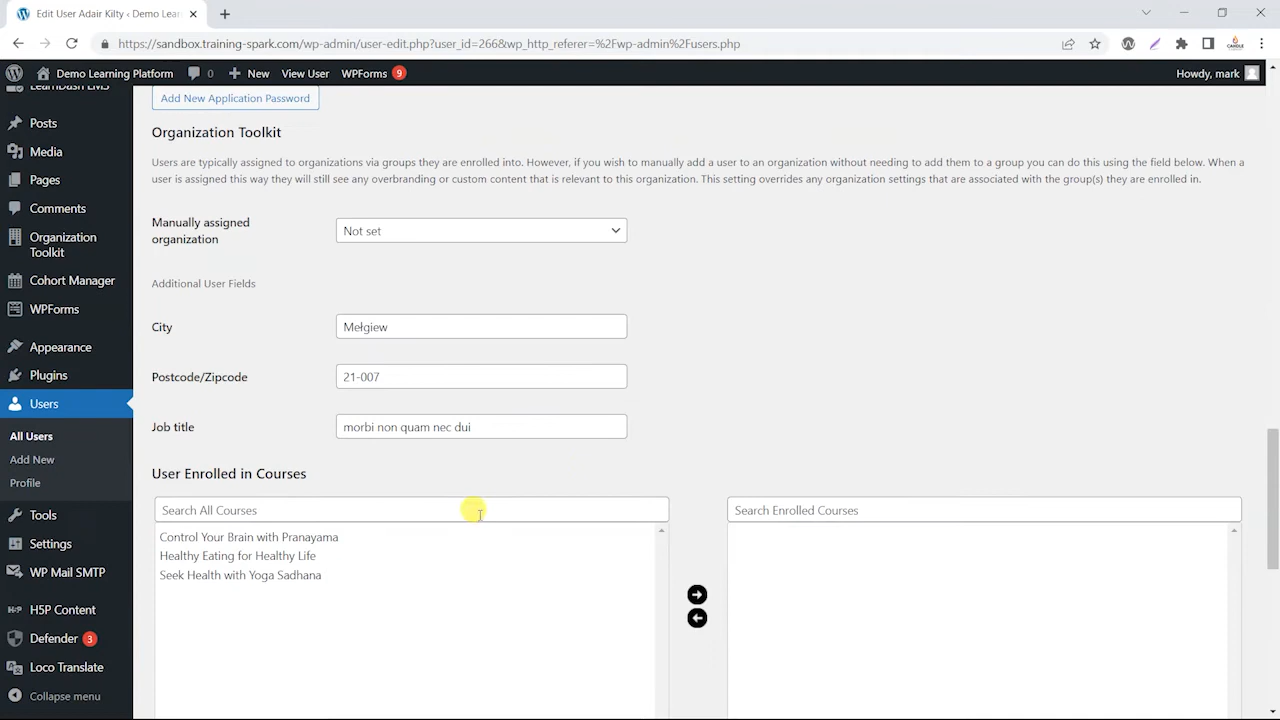 Edit User Adair Kilty ‹ Demo Lear
https://sandbox.training-spark.com/wp-admin/user-edit.php?user_id=266&wp_http_referer=%2Fwp-admin%2Fusers.php
Demo Learning Platform
0
New
View User
WPForms
9
Howdy, mark
LearnDash LMS
Posts
Media
Pages
Comments
Organization
Toolkit
Cohort Manager
WPForms
Appearance
Plugins
Users
All Users
Add New
Profile
Tools
Settings
WP Mail SMTP
H5P Content
Defender 3
Loco Translate
Collapse menu
Add New Application Password
Organization Toolkit
Users are typically assigned to organizations via groups they are enrolled into. However, if you wish to manually add a user to an organization without needing to add them to a group you can do this using the field below. When a
user is assigned this way they will still see any overbranding or custom content that is relevant to this organization. This setting overrides any organization settings that are associated with the group(s) they are enrolled in.
Manually assigned
organization
Not set
Additional User Fields
City
Mełgiew
Postcode/Zipcode
21-007
Job title
morbi non quam nec dui
User Enrolled in Courses
Search All Courses
Control Your Brain with Pranayama
Healthy Eating for Healthy Life
Seek Health with Yoga Sadhana
Search Enrolled Courses